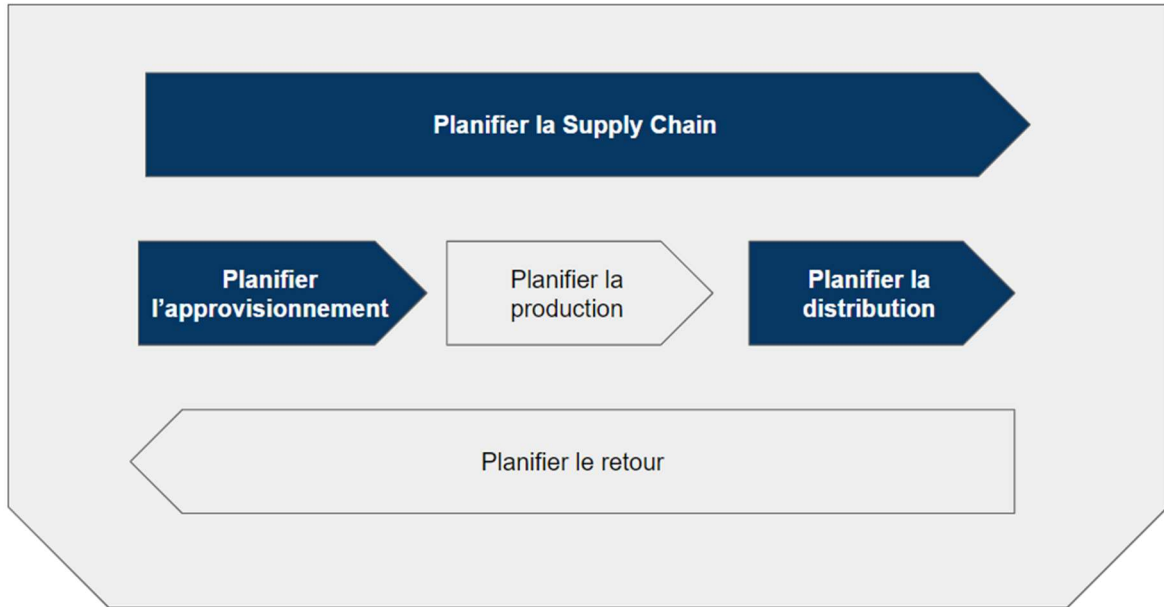 Planifier la Supply Chain
Planifier
l’approvisionnement
Planifier la
production
Planifier la
distribution
Planifier le retour